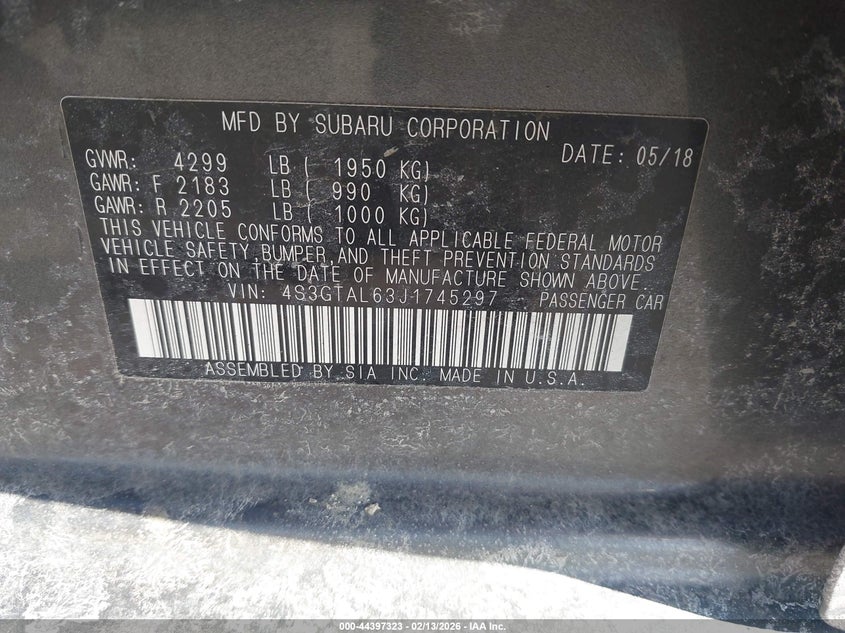 MFD BY SUBARU CORPORATION
GVWR: 4299 LB ( 1950 KG) DATE: 05/18
GAWR: F 2183 LB ( 990 KG)
GAWR: R 2205 LB ( 1000 KG)
THIS VEHICLE CONFORMS TO ALL APPLICABLE FEDERAL MOTOR
VEHICLE SAFETY, BUMPER, AND THEFT PREVENTION STANDARDS
IN EFFECT ON THE DATE OF MANUFACTURE SHOWN ABOVE.
VIN: 4S3GTAL63J1745297 PASSENGER CAR
ASSEMBLED BY SIA INC. MADE IN U.S.A.
000-44397323 - 02/13/2026 - IAA Inc.